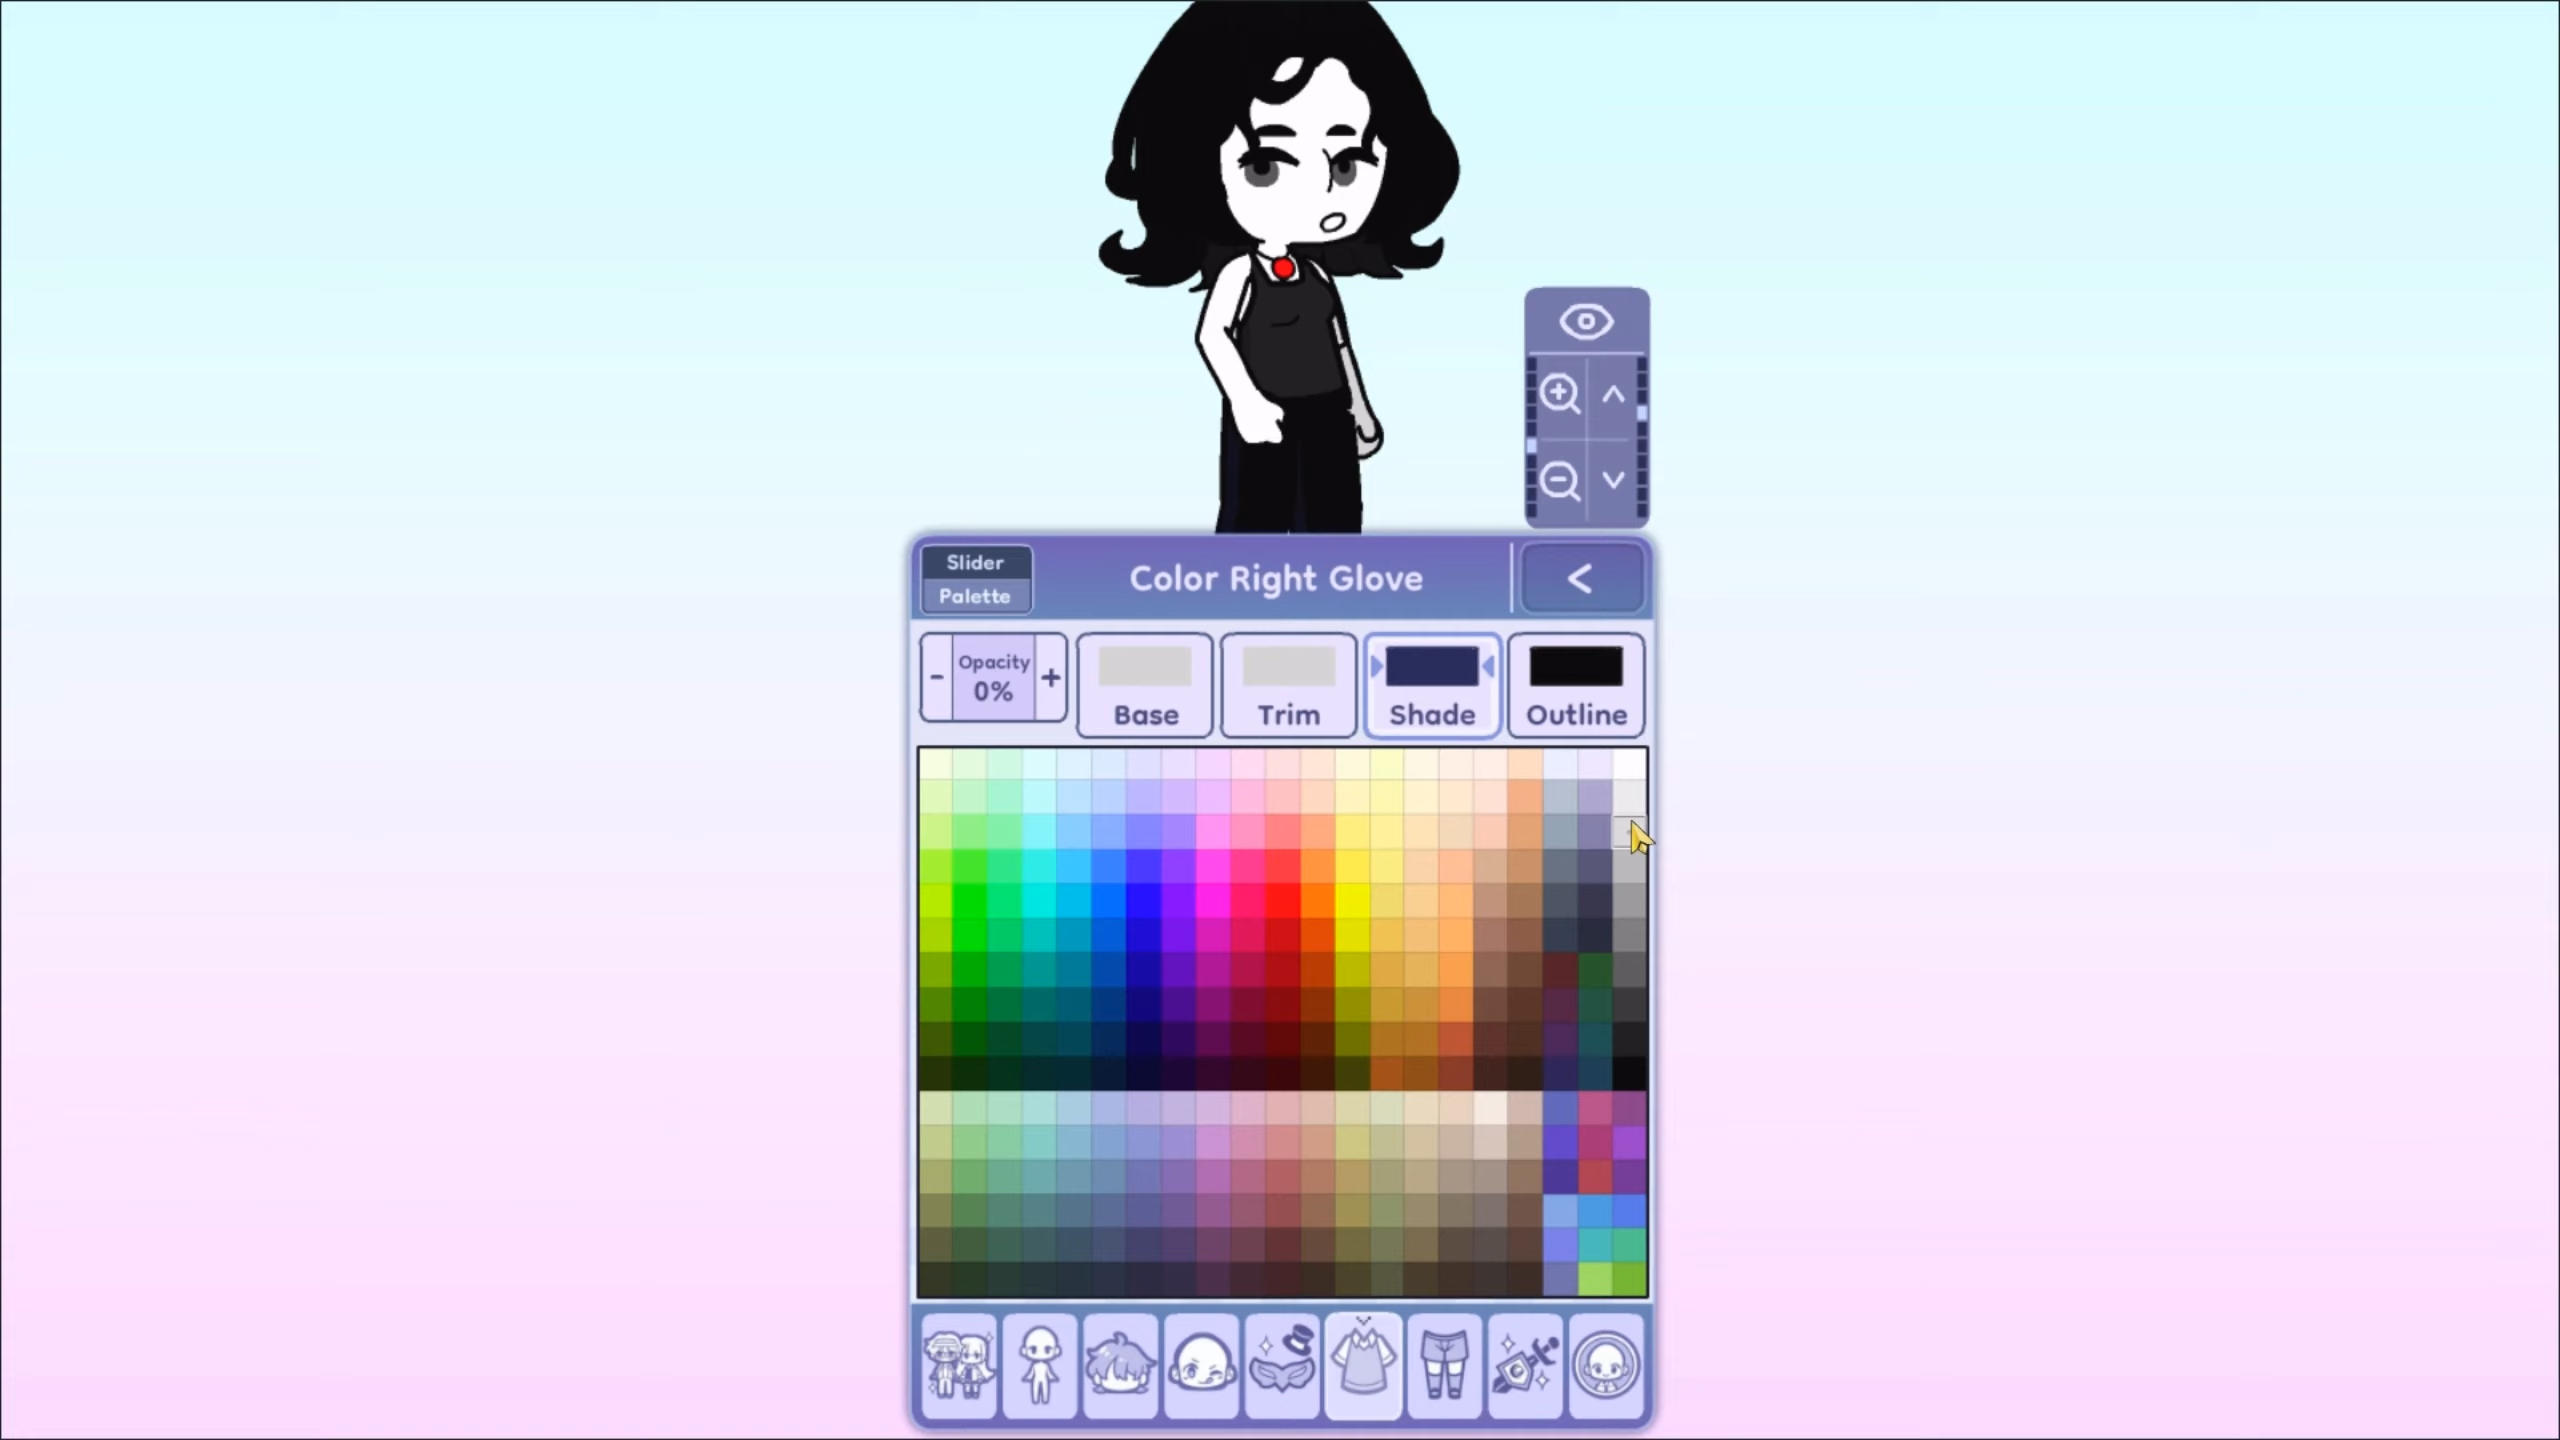 Slider
Palette
Color Right Glove
<
- Opacity +
0%
Base
Trim
Shade
Outline